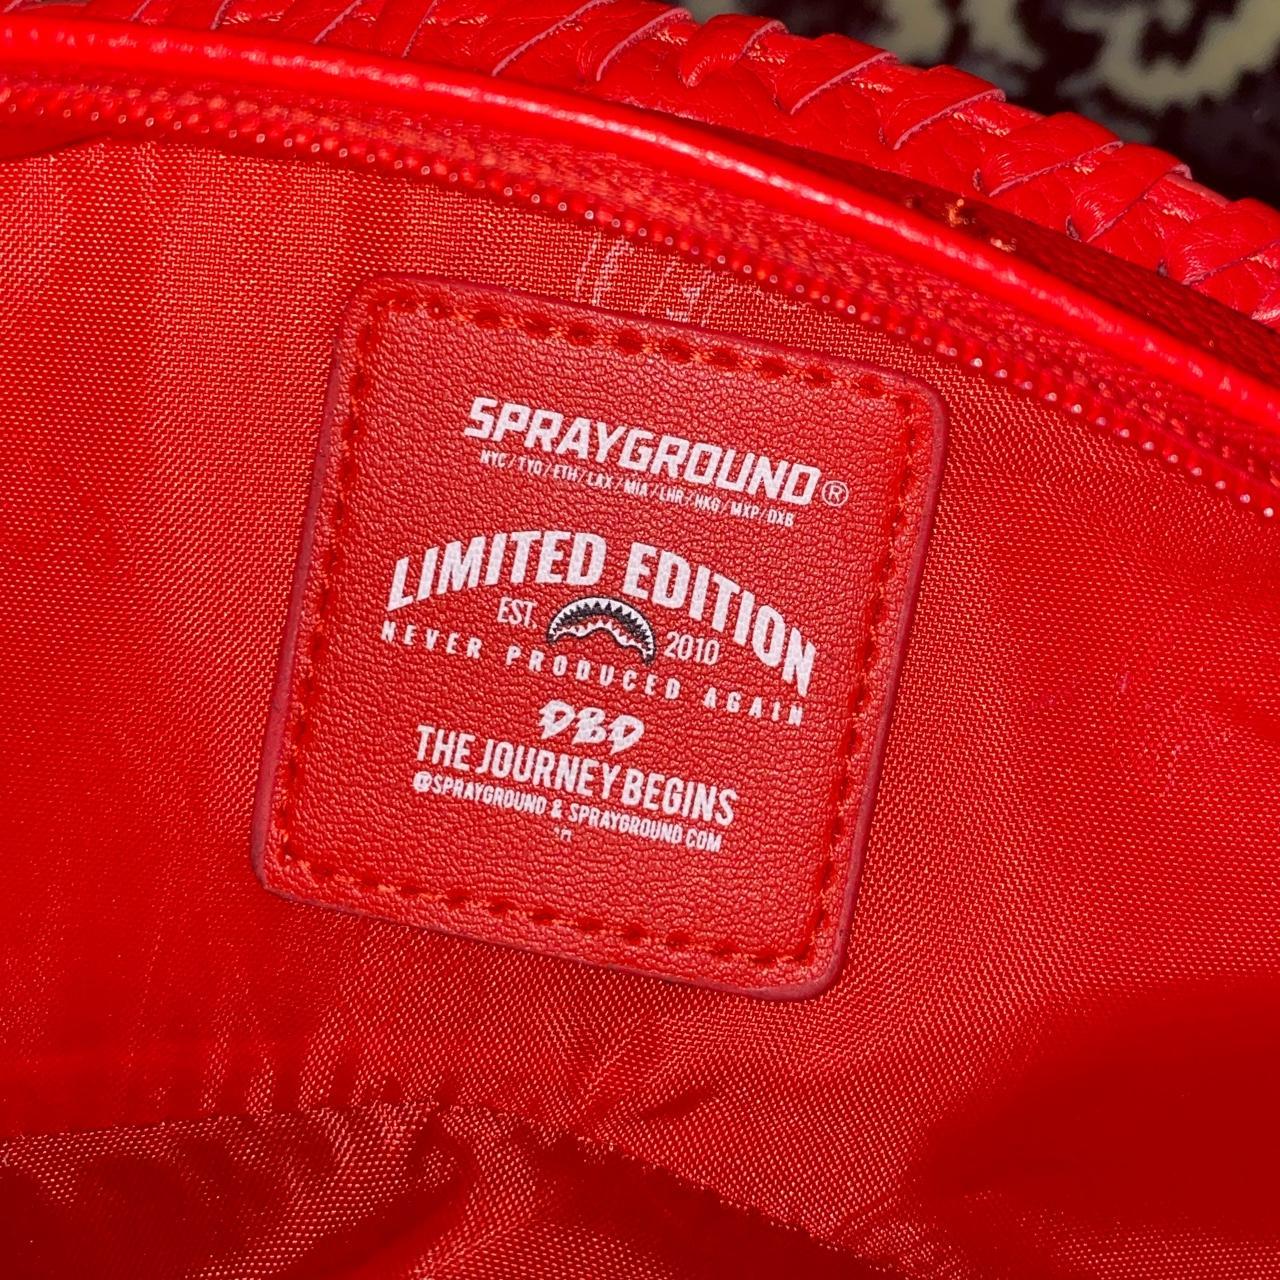 SPRAYGROUND®
NYC / TYO / ETH / LAX / MIA / LHR / HKG / MXP / DXB
LIMITED EDITION
EST. 2010
NEVER PRODUCED AGAIN
DBD
THE JOURNEY BEGINS
@SPRAYGROUND & SPRAYGROUND.COM